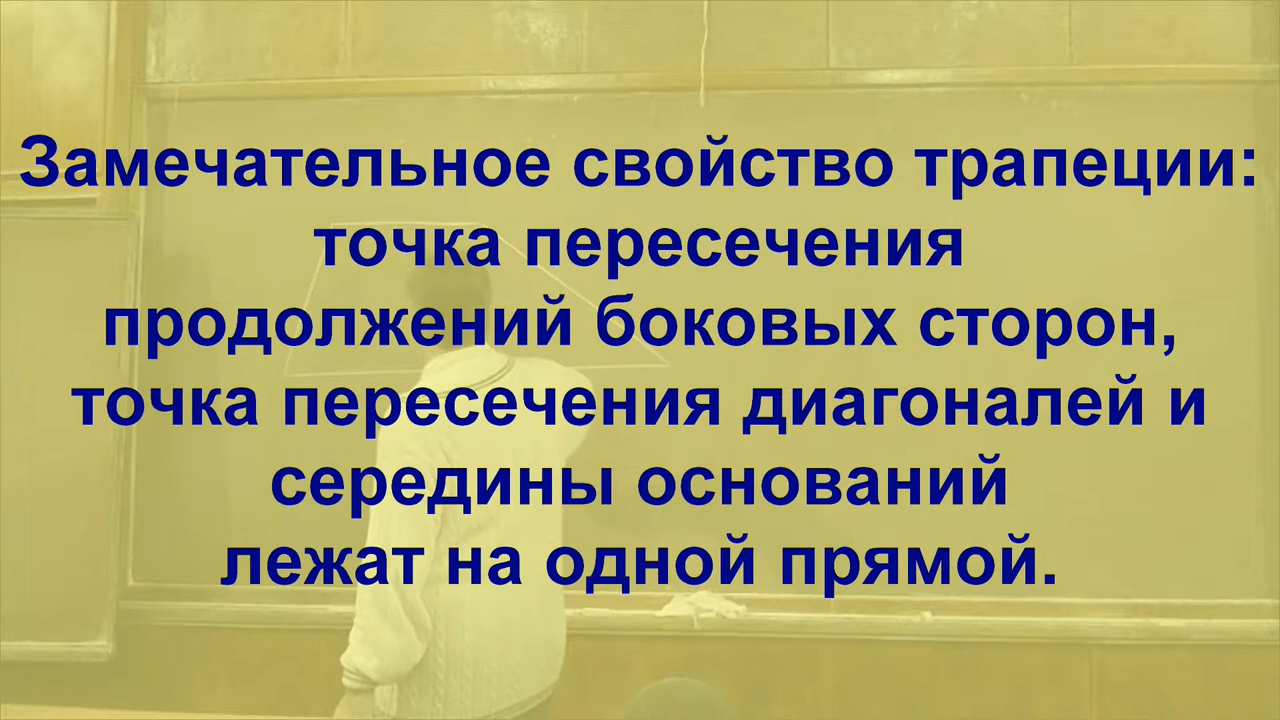 Замечательное свойство трапеции:
точка пересечения
продолжений боковых сторон,
точка пересечения диагоналей и
середины оснований
лежат на одной прямой.